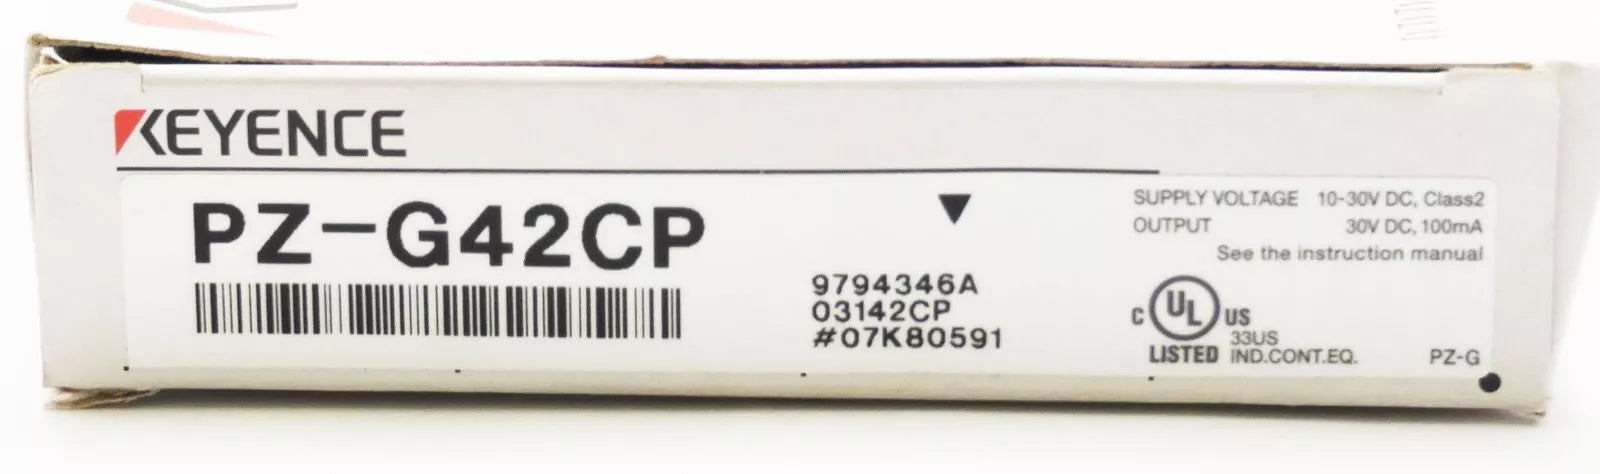 KEYENCE
PZ-G42CP
9794346A
03142CP
#07K80591
SUPPLY VOLTAGE 10-30V DC, Class2
OUTPUT 30V DC, 100mA
See the instruction manual
C UL US
LISTED 33US
IND.CONT.EQ.
PZ-G